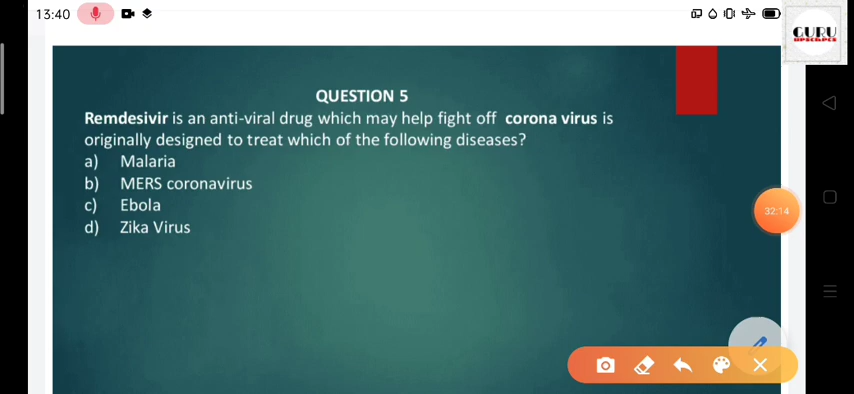 13:40
GURU
QUESTION 5
Remdesivir is an anti-viral drug which may help fight off corona virus is
originally designed to treat which of the following diseases?
a) Malaria
b) MERS coronavirus
c) Ebola
d) Zika Virus
32:14